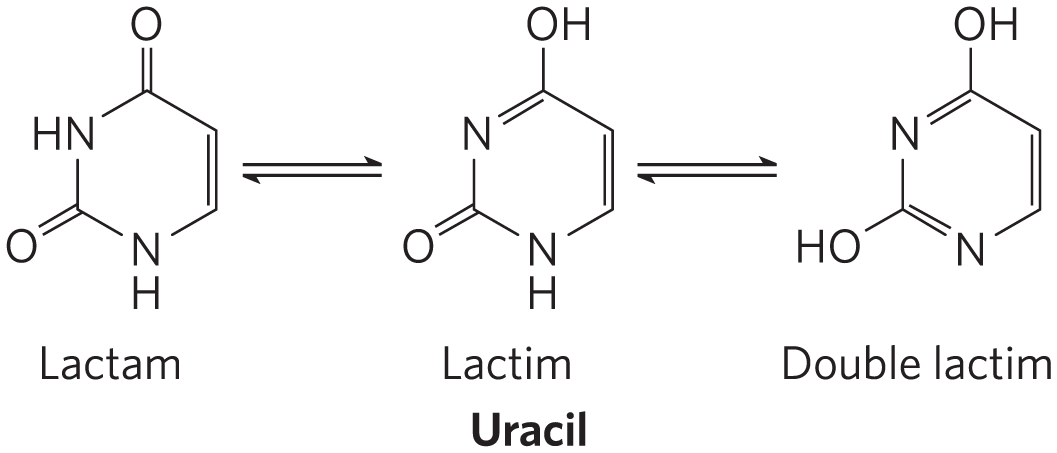 O OH OH
HN N N
O N O N HO N
H H
Lactam Lactim Double lactim
Uracil